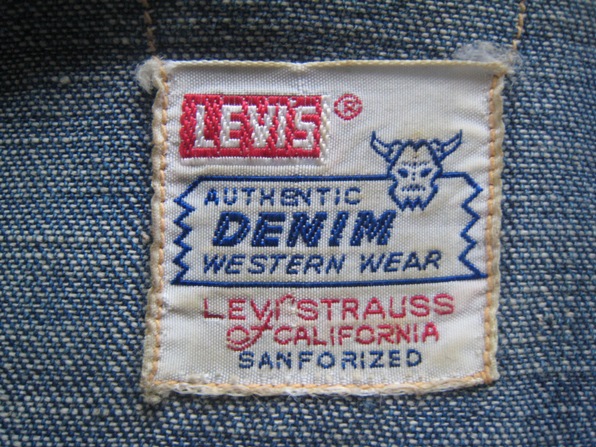 LEVI'S ®
AUTHENTIC
DENIM
WESTERN WEAR
LEVI STRAUSS
of CALIFORNIA
SANFORIZED